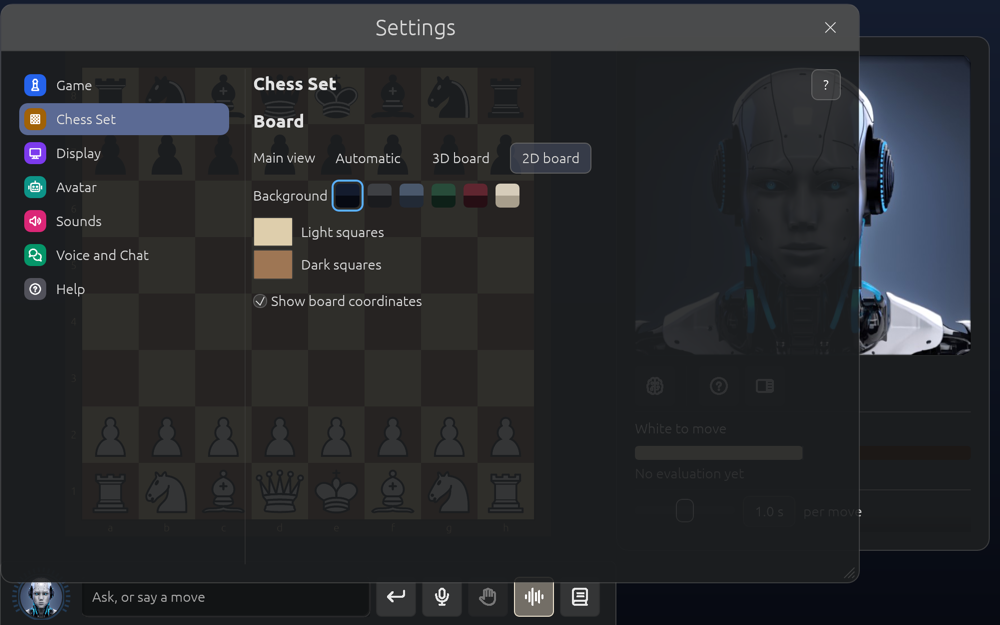 Settings
Game
Chess Set
Display
Avatar
Sounds
Voice and Chat
Help
Chess Set
?
Board
Main view Automatic 3D board 2D board
Background
Light squares
Dark squares
Show board coordinates
White to move
No evaluation yet
1.0 s per move
Ask, or say a move